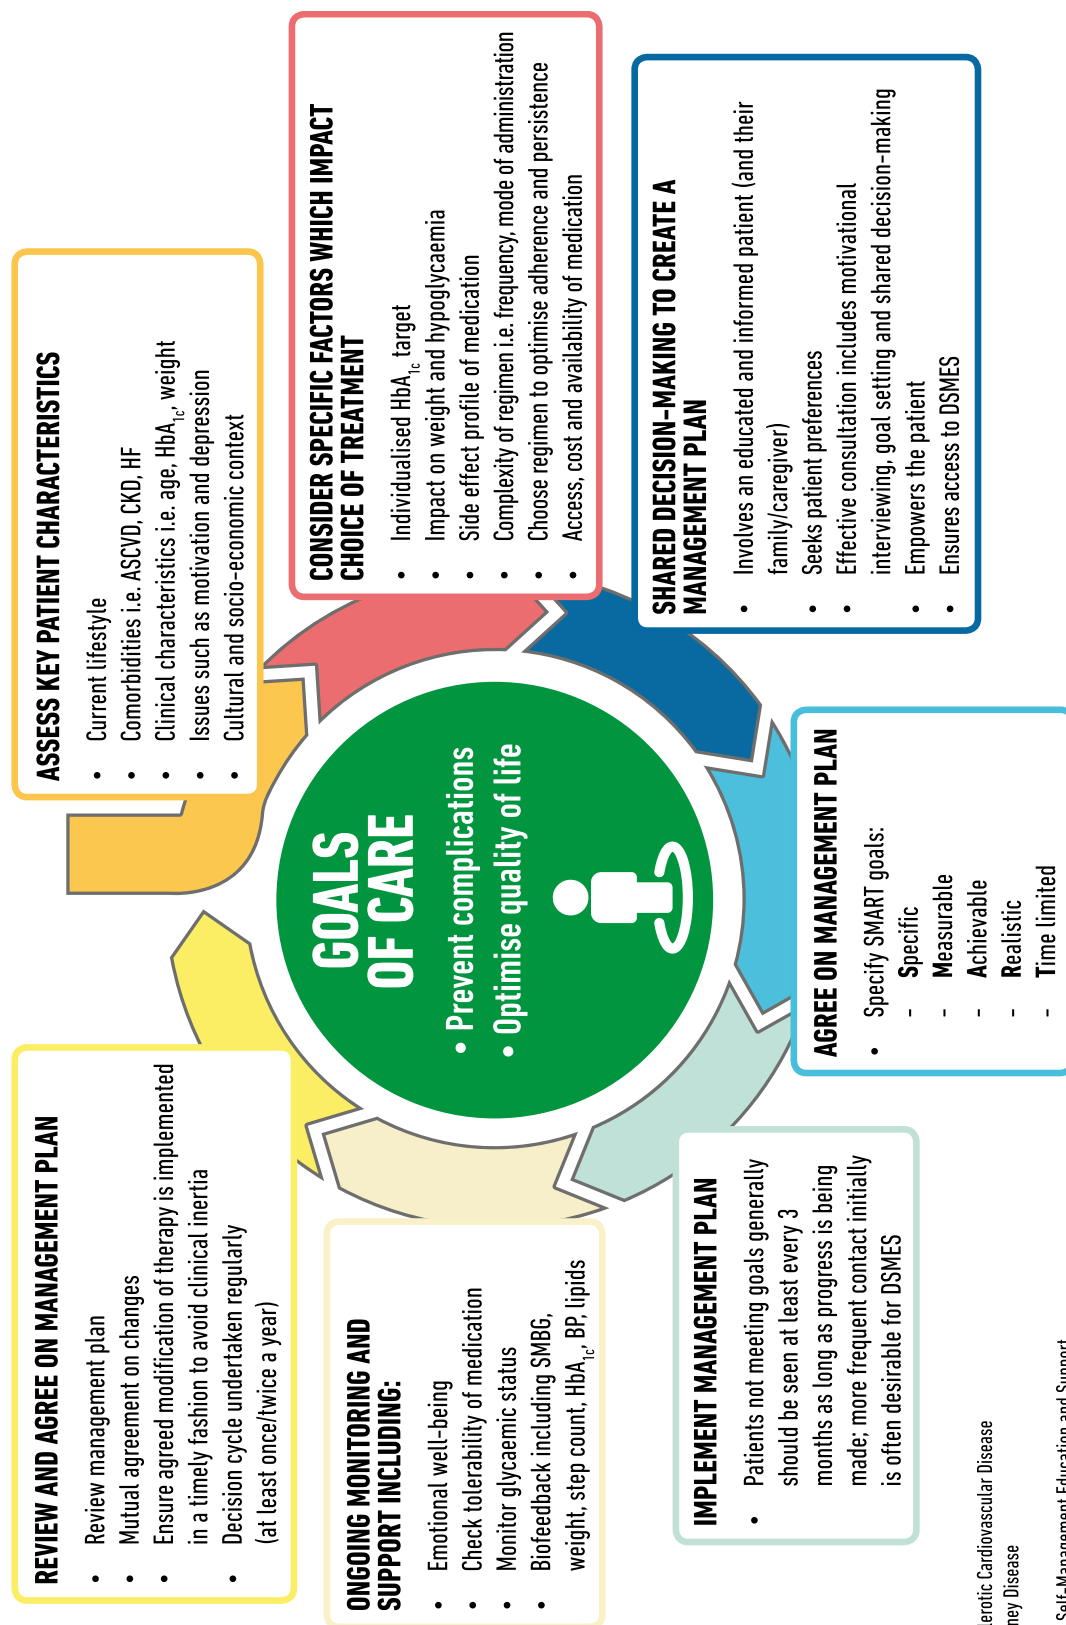 REVIEW AND AGREE ON MANAGEMENT PLAN
• Review management plan
• Mutual agreement on changes
• Ensure agreed modification of therapy is implemented
in a timely fashion to avoid clinical inertia
• Decision cycle undertaken regularly
(at least once/twice a year)
ASSESS KEY PATIENT CHARACTERISTICS
• Current lifestyle
• Comorbidities i.e. ASCVD, CKD, HF
• Clinical characteristics i.e. age, HbA1c, weight
• Issues such as motivation and depression
• Cultural and socio-economic context
CONSIDER SPECIFIC FACTORS WHICH IMPACT
CHOICE OF TREATMENT
• Individualised HbA1c target
• Impact on weight and hypoglycaemia
• Side effect profile of medication
• Complexity of regimen i.e. frequency, mode of administration
• Choose regimen to optimise adherence and persistence
• Access, cost and availability of medication
SHARED DECISION-MAKING TO CREATE A
MANAGEMENT PLAN
• Involves an educated and informed patient (and their
family/caregiver)
• Seeks patient preferences
• Effective consultation includes motivational
interviewing, goal setting and shared decision-making
• Empowers the patient
• Ensures access to DSMES
AGREE ON MANAGEMENT PLAN
• Specify SMART goals:
– Specific
– Measurable
– Achievable
– Realistic
– Time limited
IMPLEMENT MANAGEMENT PLAN
• Patients not meeting goals generally
should be seen at least every 3
months as long as progress is being
made; more frequent contact initially
is often desirable for DSMES
ONGOING MONITORING AND
SUPPORT INCLUDING:
• Emotional well-being
• Check tolerability of medication
• Monitor glycaemic status
• Biofeedback including SMBG,
weight, step count, HbA1c, BP, lipids
GOALS
OF CARE
• Prevent complications
• Optimise quality of life
lerotic Cardiovascular Disease
ney Disease
Self-Management Education and Support